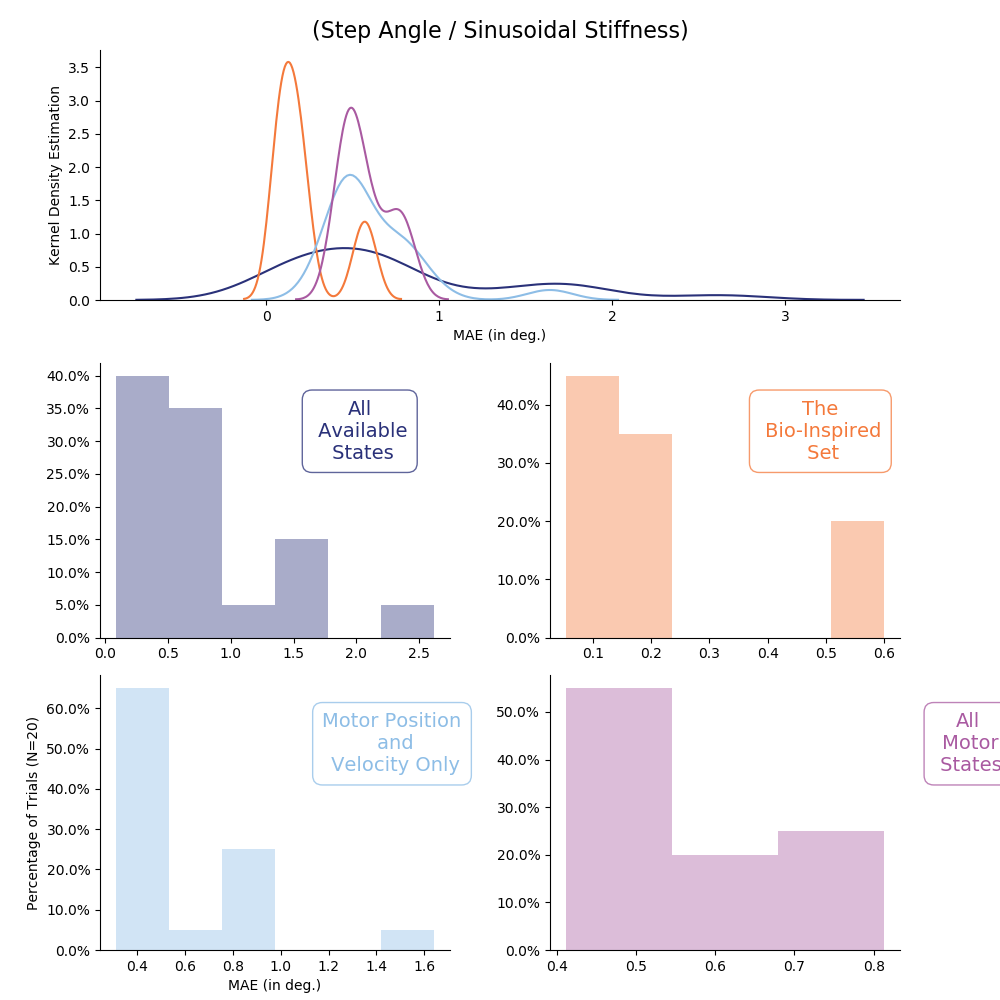 (Step Angle / Sinusoidal Stiffness)
Kernel Density Estimation
3.5
3.0
2.5
2.0
1.5
1.0
0.5
0.0
0 1 2 3
MAE (in deg.)
40.0%
35.0%
30.0%
25.0%
20.0%
15.0%
10.0%
5.0%
0.0%
All
Available
States
0.0 0.5 1.0 1.5 2.0 2.5
40.0%
30.0%
20.0%
10.0%
0.0%
The
Bio-Inspired
Set
0.1 0.2 0.3 0.4 0.5 0.6
Percentage of Trials (N=20)
60.0%
50.0%
40.0%
30.0%
20.0%
10.0%
0.0%
Motor Position
and
Velocity Only
0.4 0.6 0.8 1.0 1.2 1.4 1.6
MAE (in deg.)
50.0%
40.0%
30.0%
20.0%
10.0%
0.0%
All
Motor
States
0.4 0.5 0.6 0.7 0.8